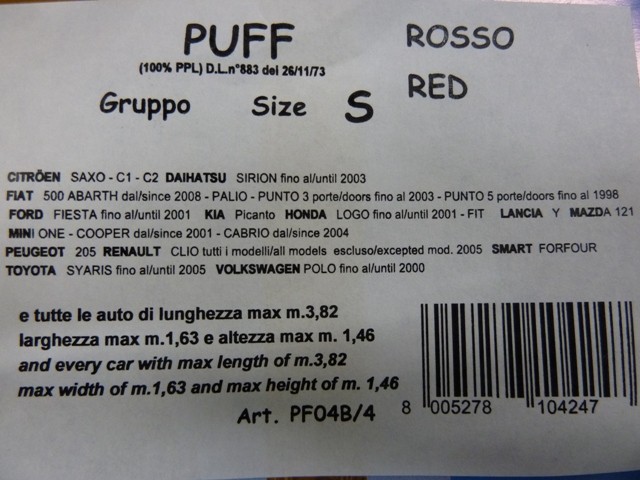 PUFF ROSSO
(100% PPL) D.L.n°883 del 26/11/73
RED
Gruppo Size S
CITRÖEN SAXO - C1 - C2 DAIHATSU SIRION fino al/until 2003
FIAT 500 ABARTH dal/since 2008 - PALIO - PUNTO 3 porte/doors fino al 2003 - PUNTO 5 porte/doors fino al 1998
FORD FIESTA fino al/until 2001 KIA Picanto HONDA LOGO fino al/until 2001 - FIT LANCIA Y MAZDA 121
MINI ONE - COOPER dal/since 2001 - CABRIO dal/since 2004
PEUGEOT 205 RENAULT CLIO tutti i modelli/all models escluso/excepted mod. 2005 SMART FORFOUR
TOYOTA SYARIS fino al/until 2005 VOLKSWAGEN POLO fino al/until 2000
e tutte le auto di lunghezza max m.3,82
larghezza max m.1,63 e altezza max m. 1,46
and every car with max length of m.3,82
max width of m.1,63 and max height of m. 1,46
Art. PF04B/4
8 005278 104247